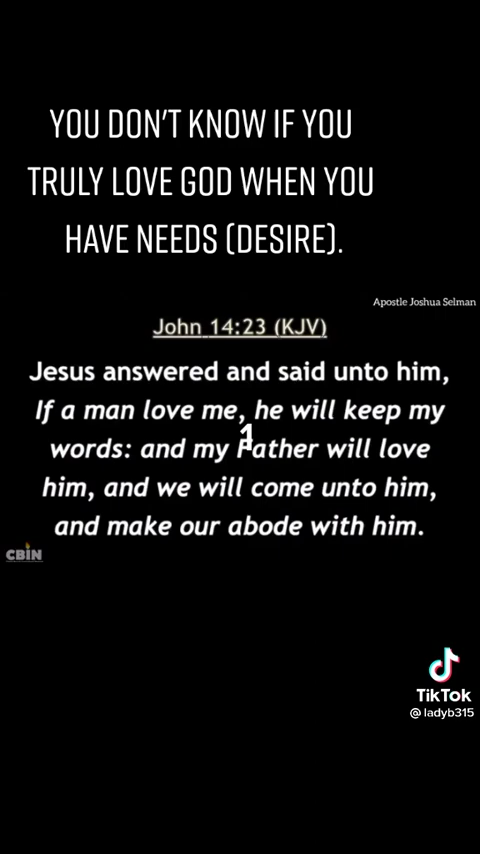 YOU DON'T KNOW IF YOU
TRULY LOVE GOD WHEN YOU
HAVE NEEDS (DESIRE).
Apostle Joshua Selman
John 14:23 (KJV)
Jesus answered and said unto him,
If a man love me, he will keep my
1
words: and my Father will love
him, and we will come unto him,
and make our abode with him.
CBIN
TikTok
@ladyb315